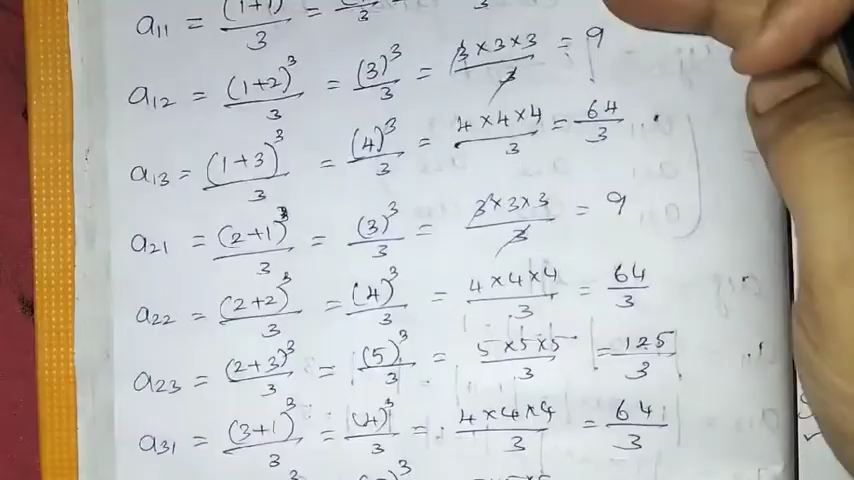 a₁₁ = (1+1)/3 = /3 3
a₁₂ = (1+2)³/3 = (3)³/3 = 3×3×3/3 = 9
a₁₃ = (1+3)³/3 = (4)³/3 = 4×4×4/3 = 64/3
a₂₁ = (2+1)³/3 = (3)³/3 = 3×3×3/3 = 9
a₂₂ = (2+2)³/3 = (4)³/3 = 4×4×4/3 = 64/3
a₂₃ = (2+3)³/3 = (5)³/3 = 5×5×5/3 = 125/3
a₃₁ = (3+1)³/3 = (4)³/3 = 4×4×4/3 = 64/3